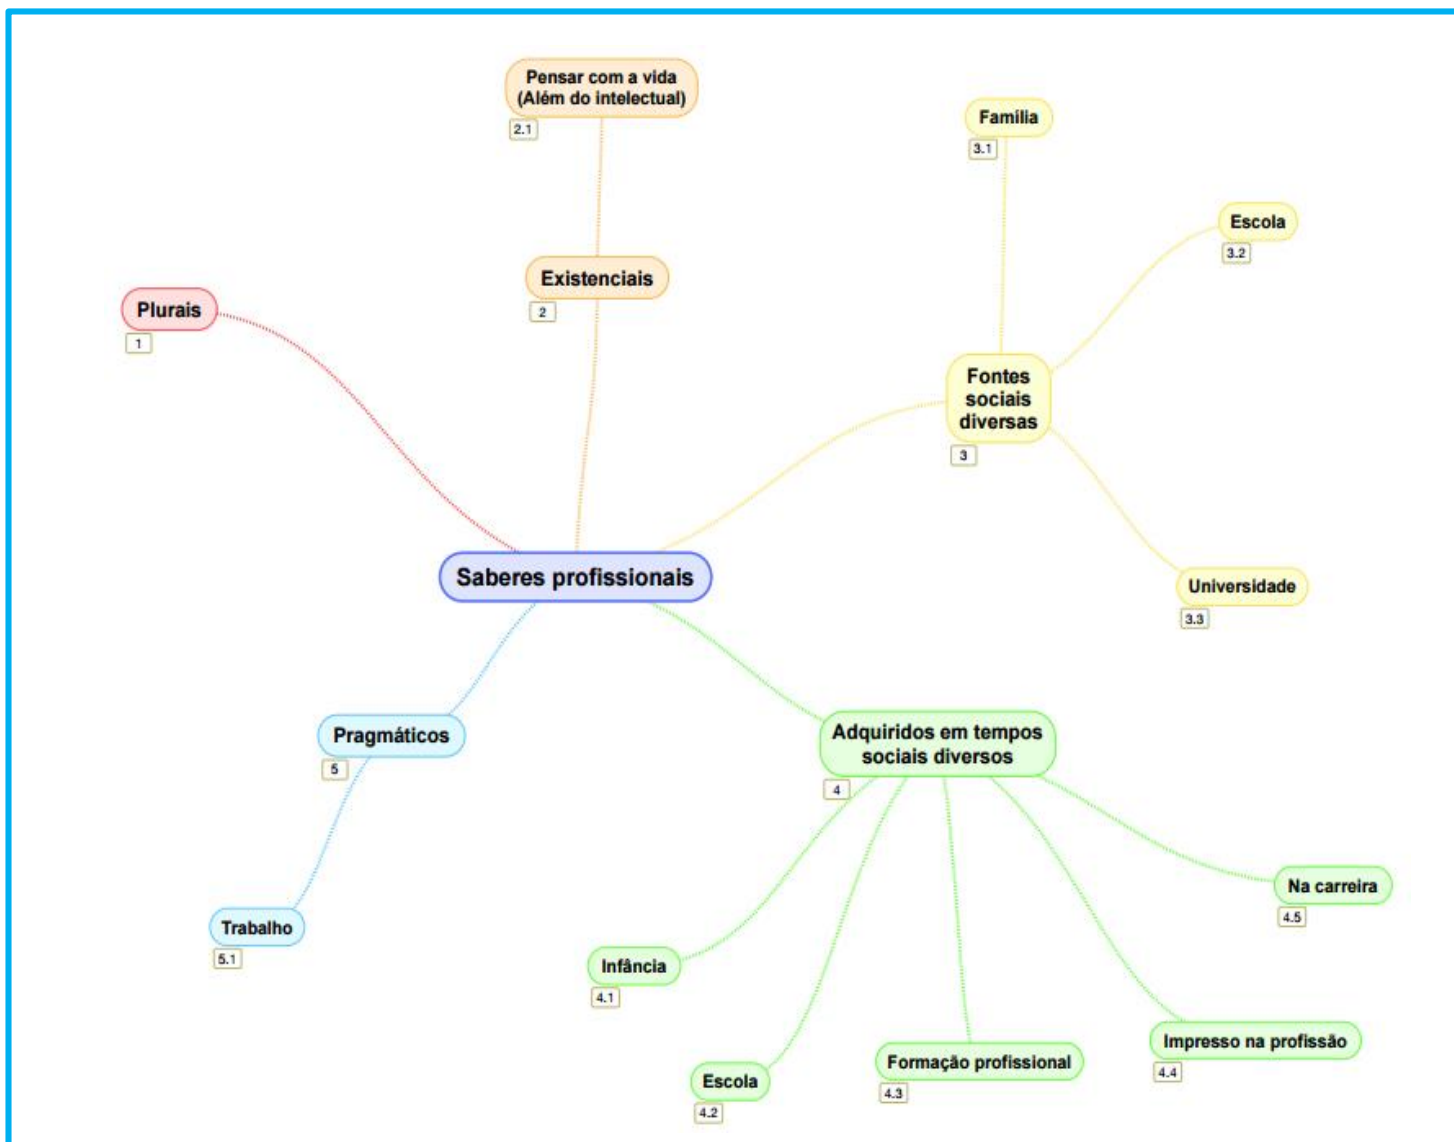 Pensar com a vida
(Além do intelectual)
2.1
Família
3.1
Escola
3.2
Existenciais
2
Plurais
1
Fontes
sociais
diversas
3
Saberes profissionais
Universidade
3.3
Pragmáticos
5
Adquiridos em tempos
sociais diversos
4
Trabalho
5.1
Na carreira
4.5
Infância
4.1
Impresso na profissão
4.4
Formação profissional
4.3
Escola
4.2